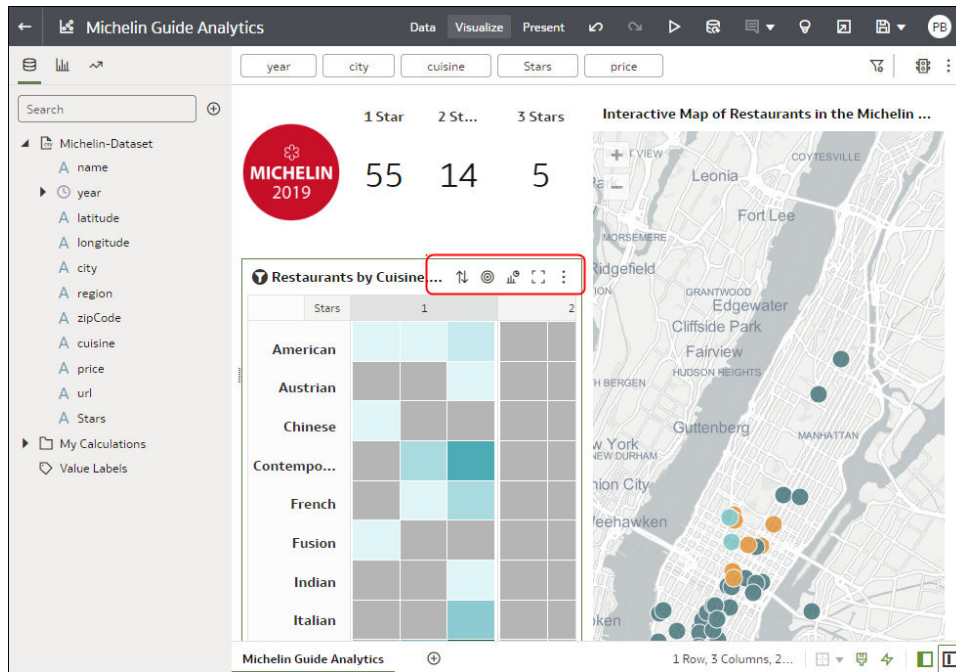 Michelin Guide Analytics
Data Visualize Present
PB
year city cuisine Stars price
Search
Michelin-Dataset
name
year
latitude
longitude
city
region
zipCode
cuisine
price
url
Stars
My Calculations
Value Labels
MICHELIN
2019
1 Star 2 St... 3 Stars
55 14 5
Restaurants by Cuisine ...
Stars 1 2
American
Austrian
Chinese
Contempo...
French
Fusion
Indian
Italian
Interactive Map of Restaurants in the Michelin ...
COYTESVILLE
Leonia
Fort Lee
MORSEMERE
Ridgefield
GRANTWOOD
Edgewater
Cliffside Park
Fairview
HUDSON HEIGHTS
Guttenberg
MANHATTAN
Michelin Guide Analytics
1 Row, 3 Columns, 2...